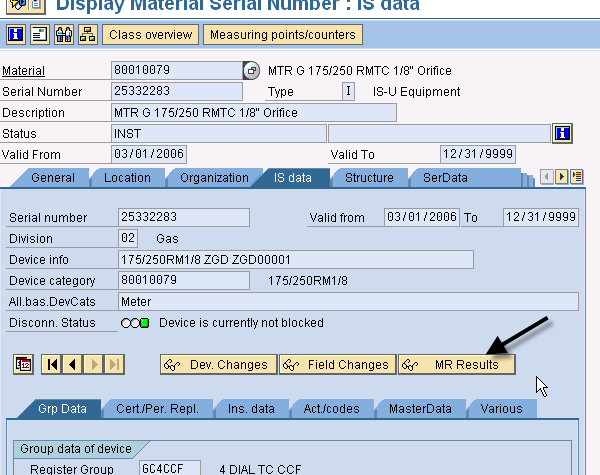 Display Material Serial Number : IS data
Class overview Measuring points/counters
Material 80010079 MTR G 175/250 RMTC 1/8" Orifice
Serial Number 25332283 Type I IS-U Equipment
Description MTR G 175/250 RMTC 1/8" Orifice
Status INST
Valid From 03/01/2006 Valid To 12/31/9999
General Location Organization IS data Structure SerData
Serial number 25332283 Valid from 03/01/2006 To 12/31/9999
Division 02 Gas
Device info 175/250RM1/8 ZGD ZGD00001
Device category 80010079 175/250RM1/8
All.bas.DevCats Meter
Disconn. Status Device is currently not blocked
Dev. Changes Field Changes MR Results
Grp Data Cert./Per. Repl. Ins. data Act./codes MasterData Various
Group data of device
Register Group GC4CCF 4 DIAL TC CCF